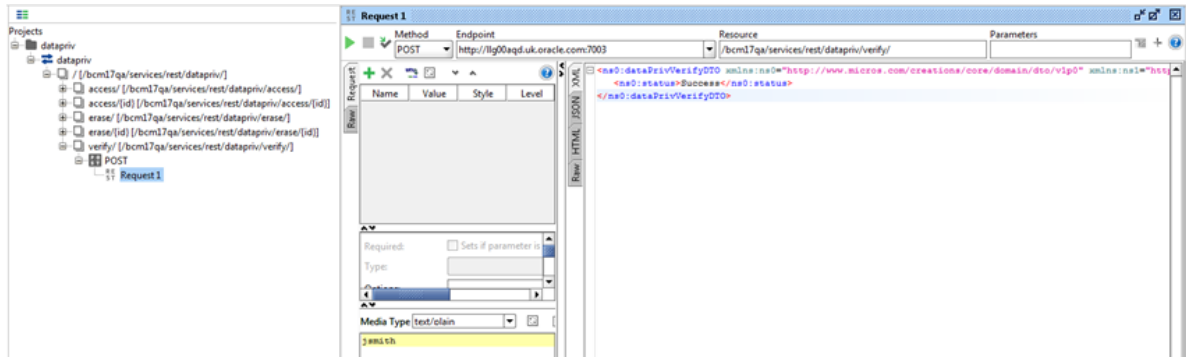 Projects
datapriv
datapriv
/ [/bcm17qa/services/rest/datapriv/]
access/ [/bcm17qa/services/rest/datapriv/access/]
access/{id} [/bcm17qa/services/rest/datapriv/access/{id}]
erase/ [/bcm17qa/services/rest/datapriv/erase/]
erase/{id} [/bcm17qa/services/rest/datapriv/erase/{id}]
verify/ [/bcm17qa/services/rest/datapriv/verify/]
POST
REST Request 1
REST Request 1
Method Endpoint Resource Parameters
POST http://llg00aqd.uk.oracle.com:7003 /bcm17qa/services/rest/datapriv/verify/
Request
Raw
Name Value Style Level
Required: Sets if parameter is
Type:
Options:
Media Type text/plain
jsmith
XML
JSON
HTML
Raw
<ns0:dataPrivVerifyDTO xmlns:ns0="http://www.micros.com/creations/core/domain/dto/v1p0" xmlns:ns1="http
<ns0:status>Success</ns0:status>
</ns0:dataPrivVerifyDTO>